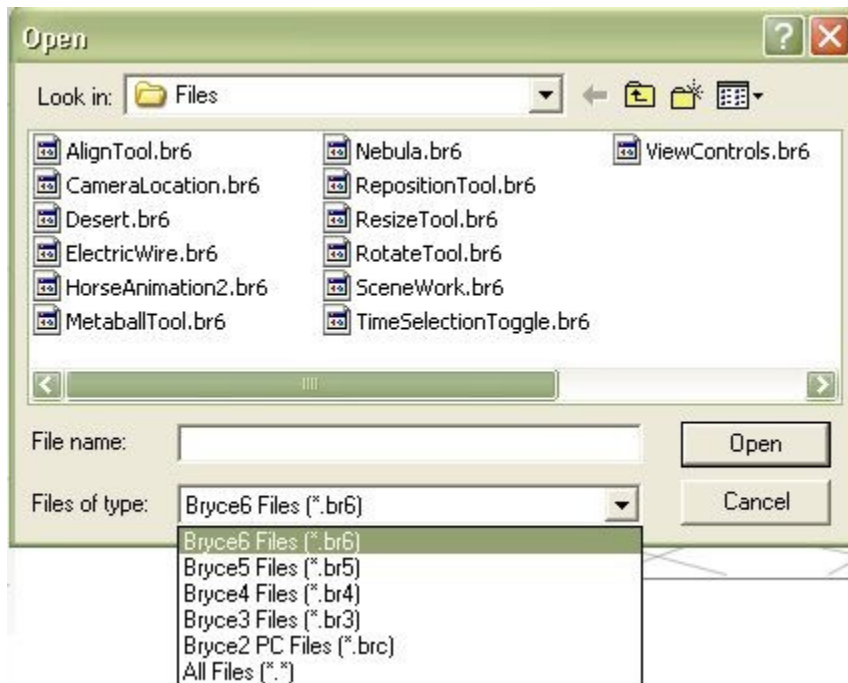 Open
Look in: Files
AlignTool.br6
CameraLocation.br6
Desert.br6
ElectricWire.br6
HorseAnimation2.br6
MetaballTool.br6
Nebula.br6
RepositionTool.br6
ResizeTool.br6
RotateTool.br6
SceneWork.br6
TimeSelectionToggle.br6
ViewControls.br6
File name:
Open
Files of type: Bryce6 Files (*.br6)
Cancel
Bryce6 Files (*.br6)
Bryce5 Files (*.br5)
Bryce4 Files (*.br4)
Bryce3 Files (*.br3)
Bryce2 PC Files (*.brc)
All Files (*.*)